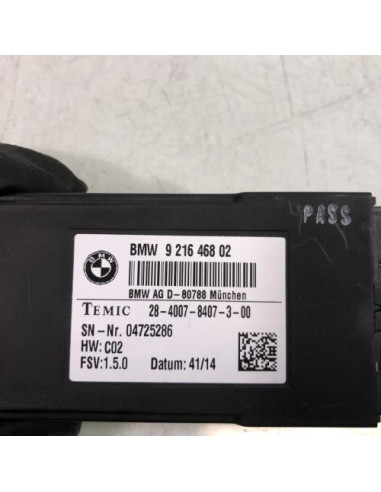 PASS
BMW
BMW 9 216 468 02
BMW AG D-80788 München
TEMIC 28-4007-8407-3-00
SN-Nr. 04725286
HW: C02
FSV:1.5.0 Datum: 41/14